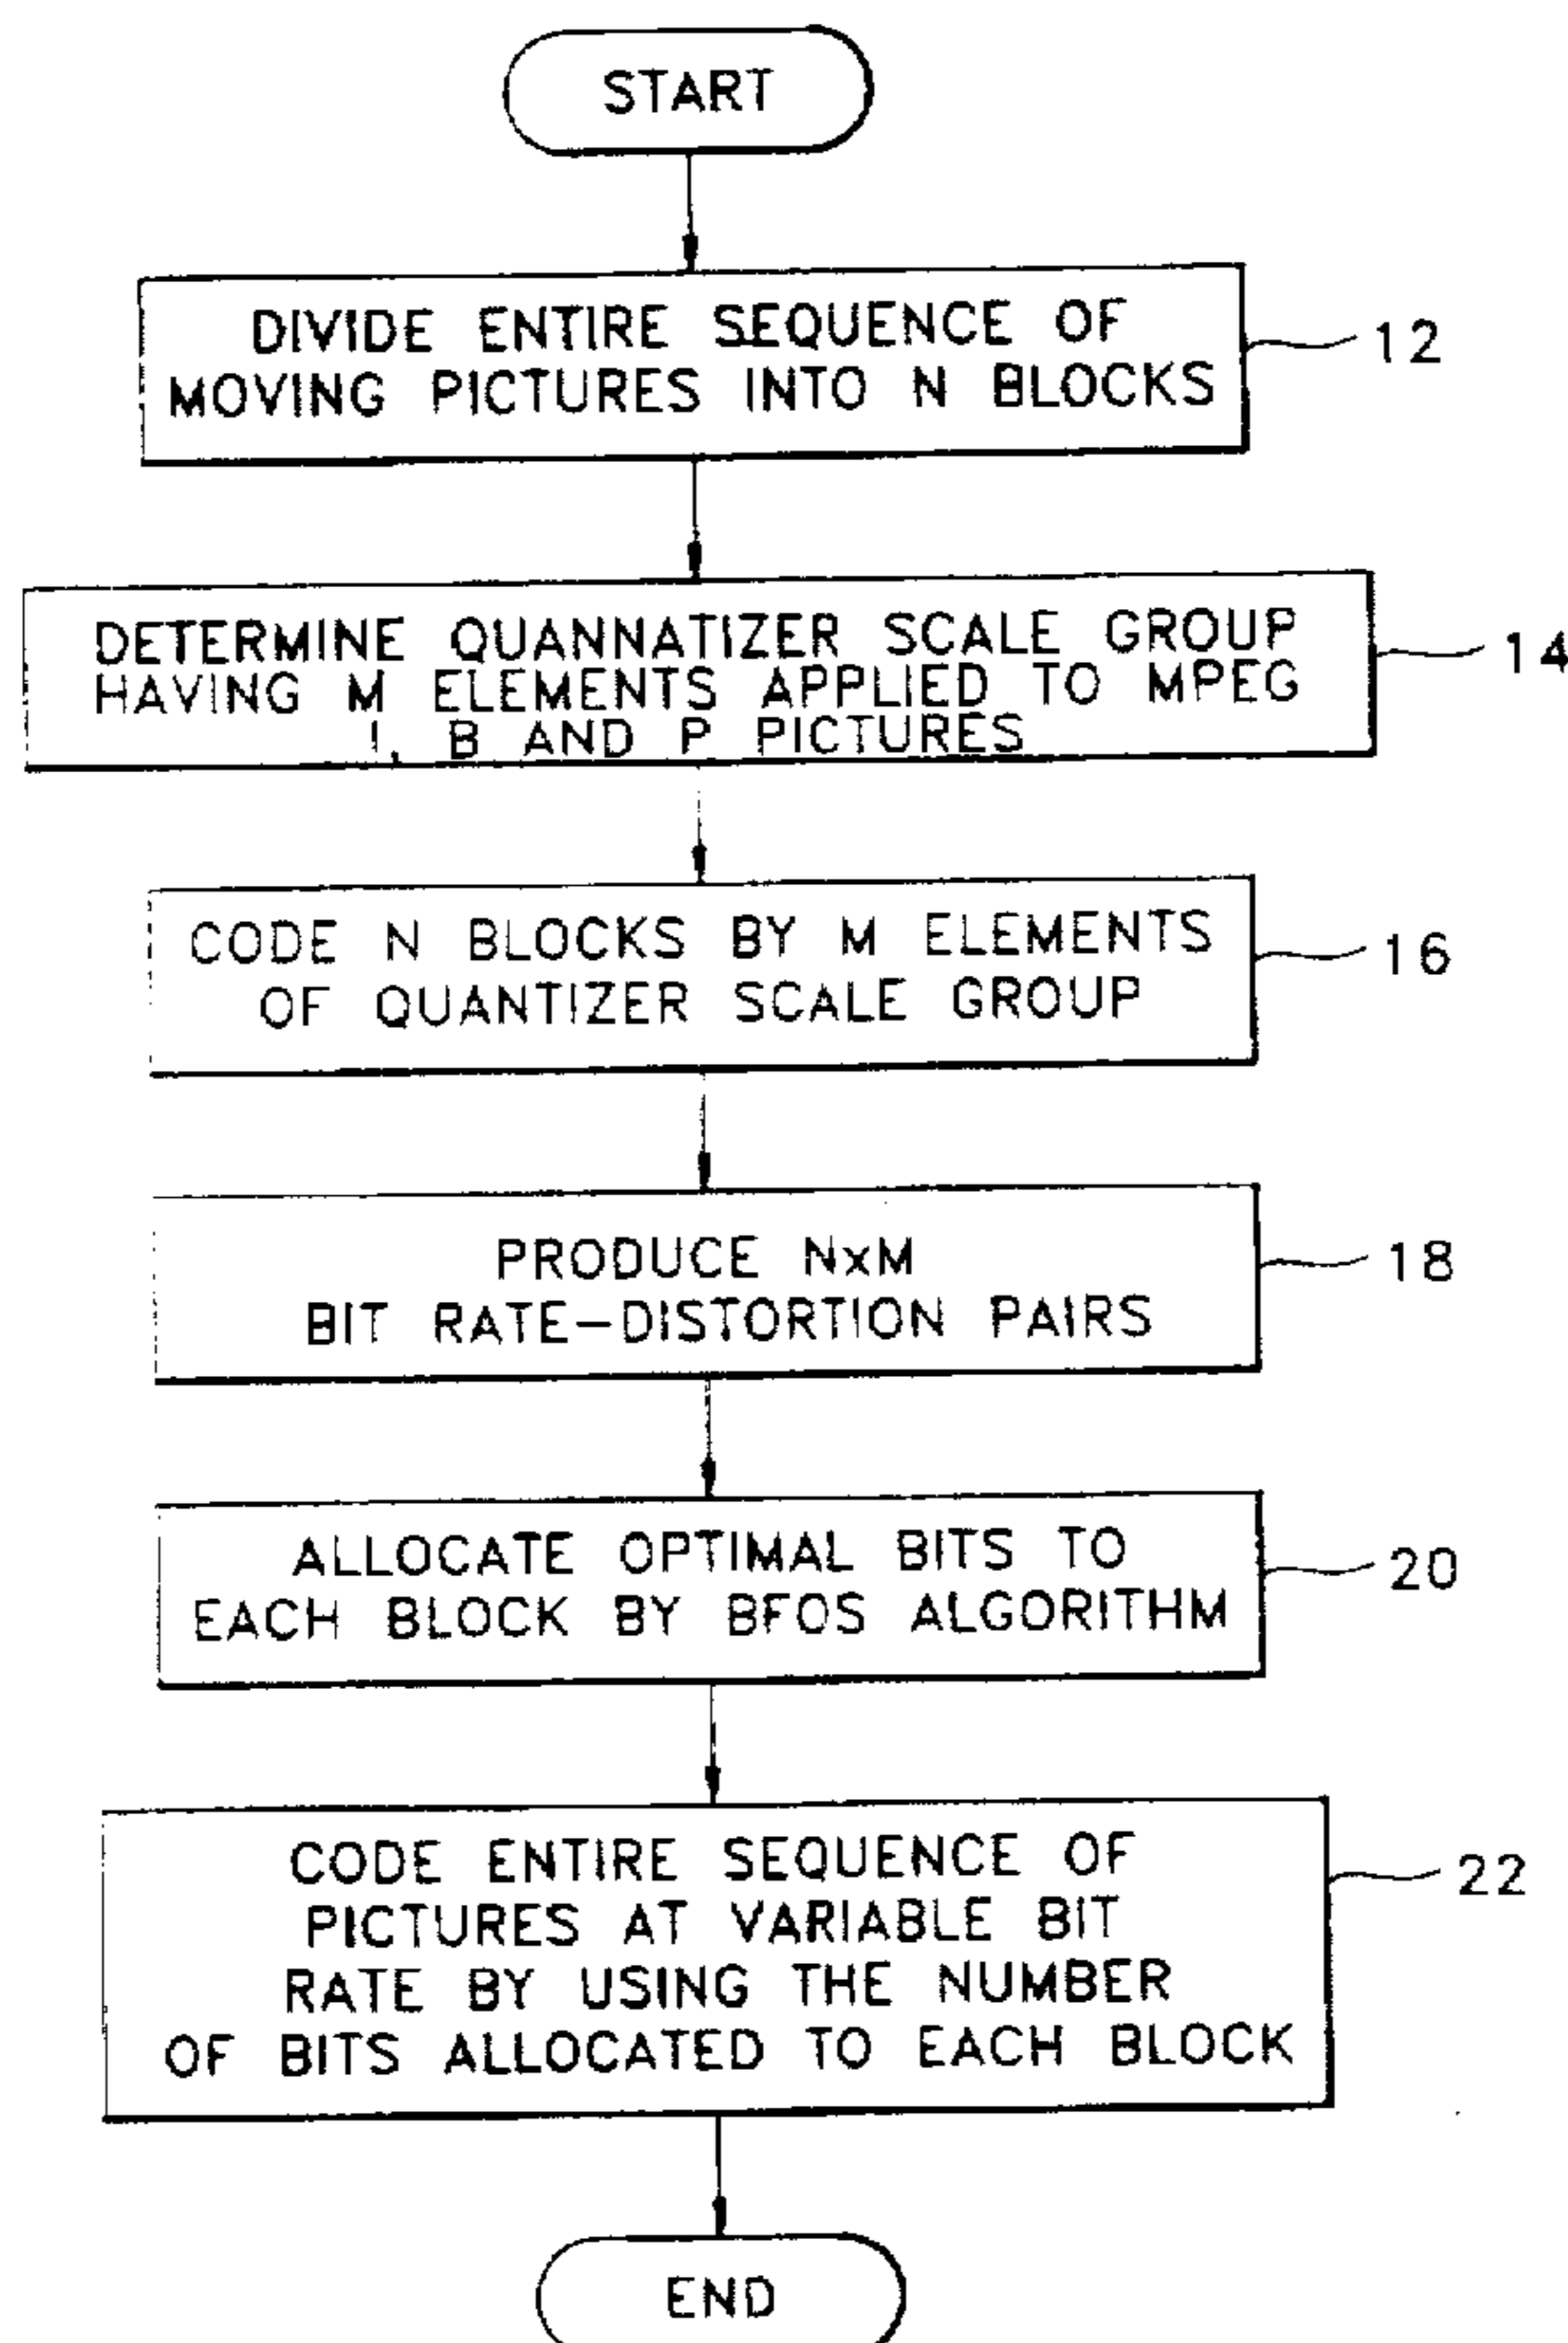 START
DIVIDE ENTIRE SEQUENCE OF
MOVING PICTURES INTO N BLOCKS
12
DETERMINE QUANNATIZER SCALE GROUP
HAVING M ELEMENTS APPLIED TO MPEG
I, B AND P PICTURES
14
CODE N BLOCKS BY M ELEMENTS
OF QUANTIZER SCALE GROUP
16
PRODUCE NxM
BIT RATE-DISTORTION PAIRS
18
ALLOCATE OPTIMAL BITS TO
EACH BLOCK BY BFOS ALGORITHM
20
CODE ENTIRE SEQUENCE OF
PICTURES AT VARIABLE BIT
RATE BY USING THE NUMBER
OF BITS ALLOCATED TO EACH BLOCK
22
END